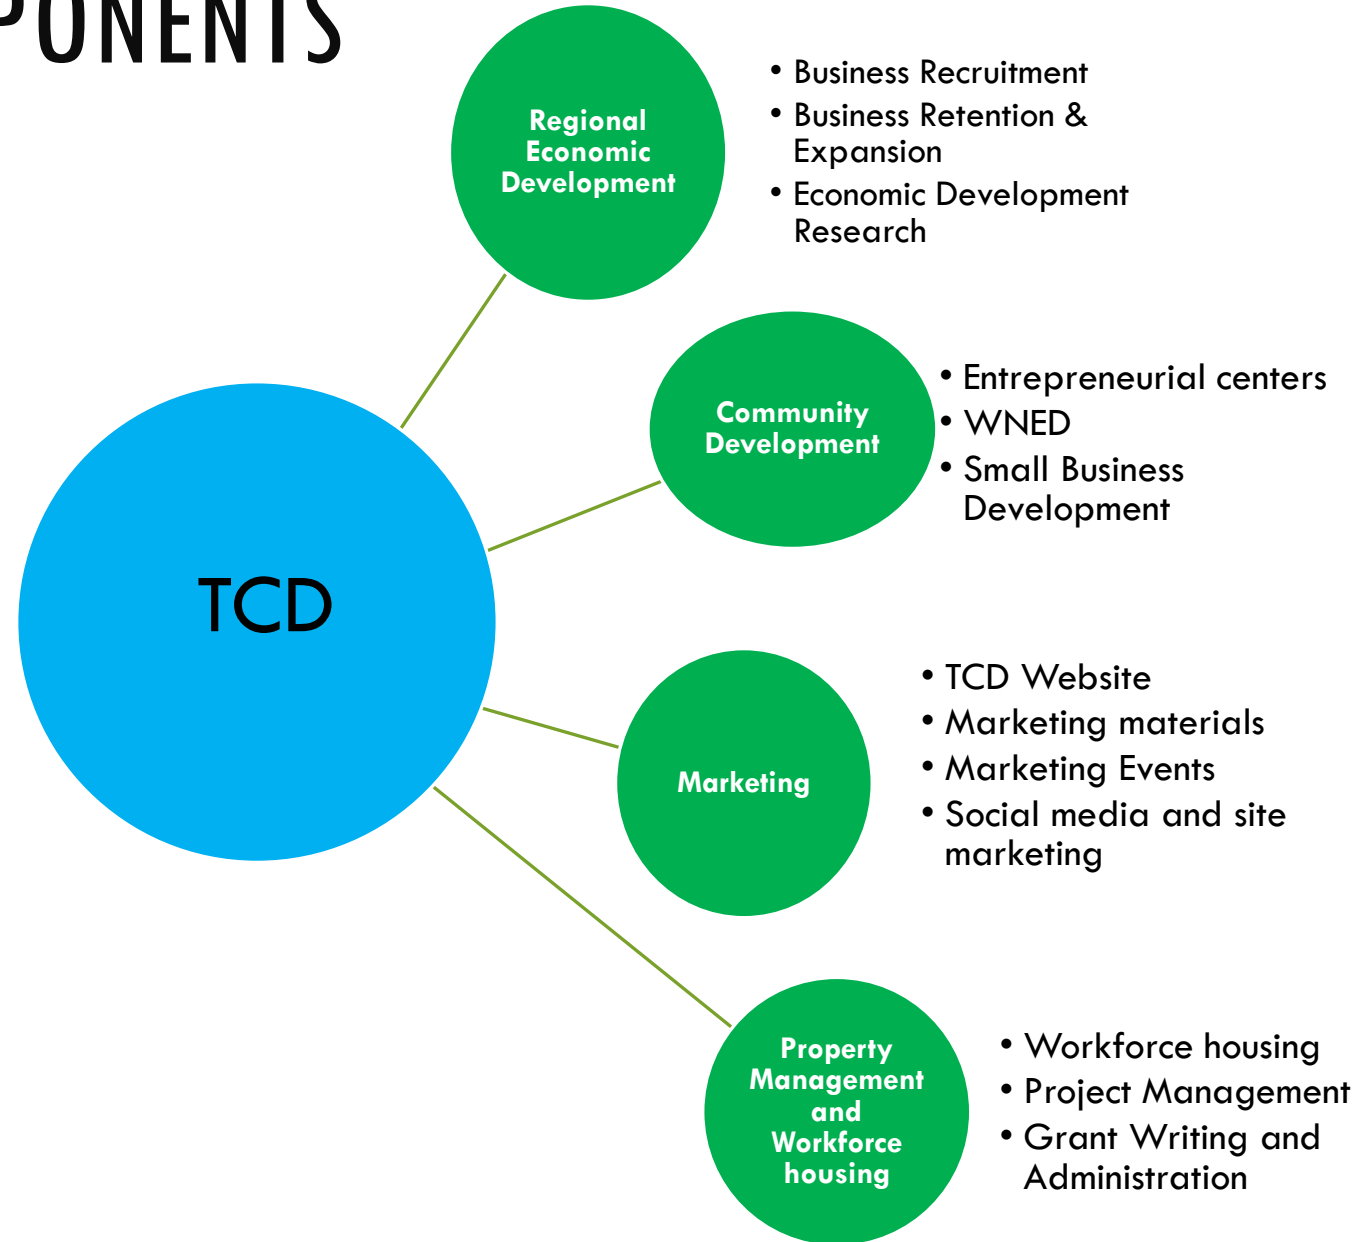 PONENTS
Regional
Economic
Development
• Business Recruitment
• Business Retention &
Expansion
• Economic Development
Research
Community
Development
• Entrepreneurial centers
• WNED
• Small Business
Development
TCD
Marketing
• TCD Website
• Marketing materials
• Marketing Events
• Social media and site
marketing
Property
Management
and
Workforce
housing
• Workforce housing
• Project Management
• Grant Writing and
Administration